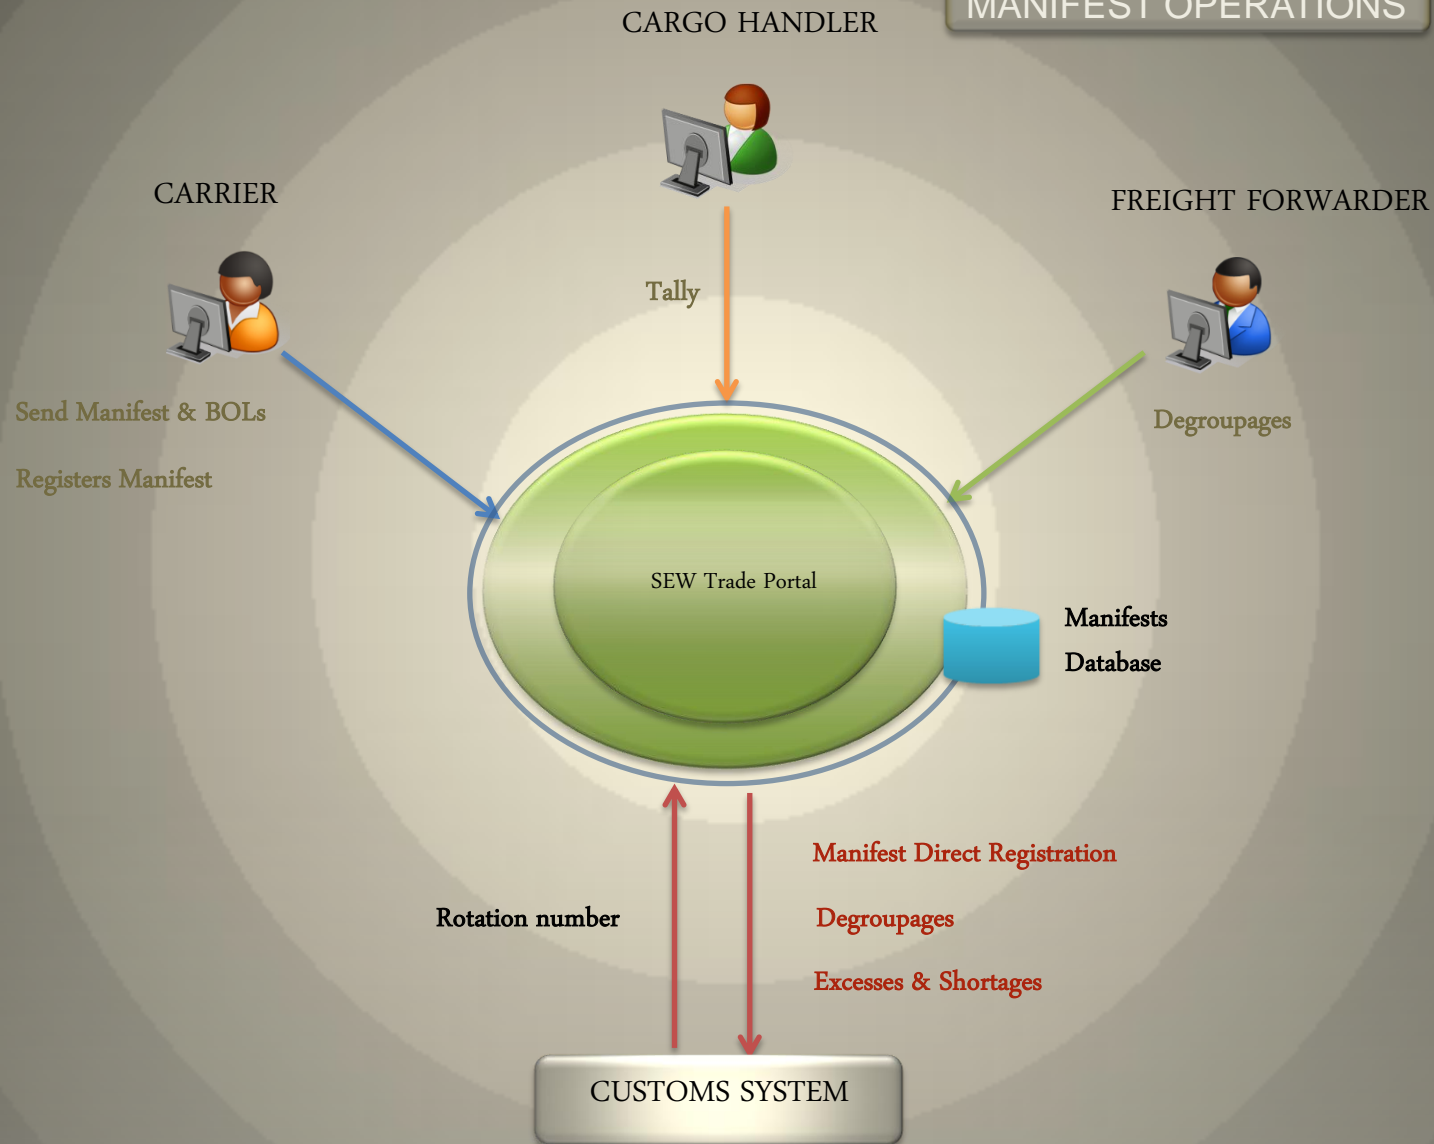 MANIFEST OPERATIONS
CARGO HANDLER
CARRIER
FREIGHT FORWARDER
Tally
Send Manifest & BOLs
Degroupages
Registers Manifest
SEW Trade Portal
Manifests
Database
Manifest Direct Registration
Rotation number
Degroupages
Excesses & Shortages
CUSTOMS SYSTEM